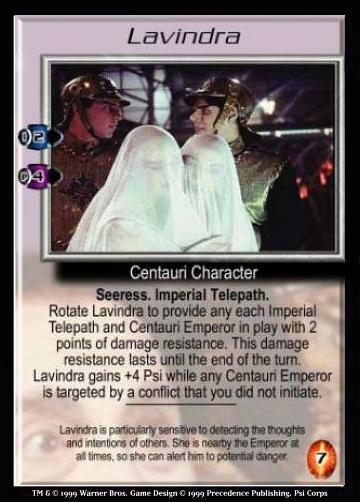 Lavindra
2
4
Centauri Character
Seeress. Imperial Telepath.
Rotate Lavindra to provide any each Imperial
Telepath and Centauri Emperor in play with 2
points of damage resistance. This damage
resistance lasts until the end of the turn.
Lavindra gains +4 Psi while any Centauri Emperor
is targeted by a conflict that you did not initiate.
Lavindra is particularly sensitive to detecting the thoughts
and intentions of others. She is nearby the Emperor at
all times, so she can alert him to potential danger.
7
TM & © 1999 Warner Bros. Game Design © 1999 Precedence Publishing. Psi Corps